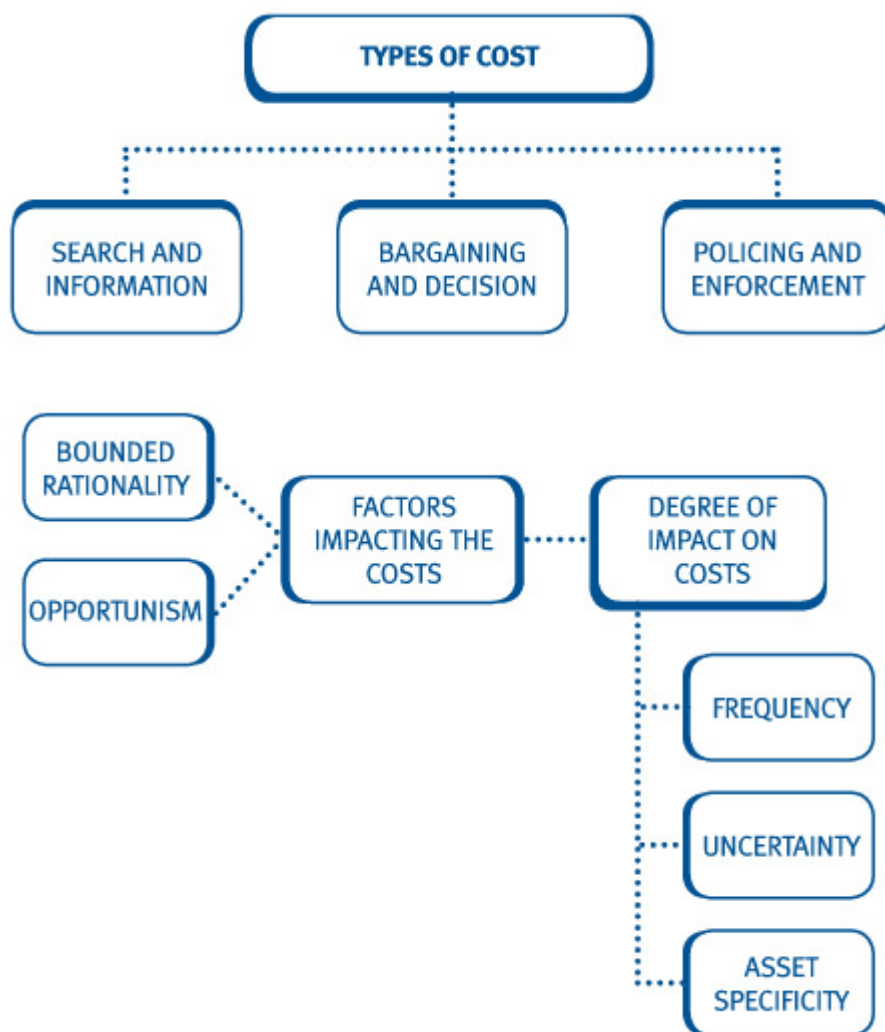 TYPES OF COST
SEARCH AND
INFORMATION
BARGAINING
AND DECISION
POLICING AND
ENFORCEMENT
BOUNDED
RATIONALITY
OPPORTUNISM
FACTORS
IMPACTING THE
COSTS
DEGREE OF
IMPACT ON
COSTS
FREQUENCY
UNCERTAINTY
ASSET
SPECIFICITY